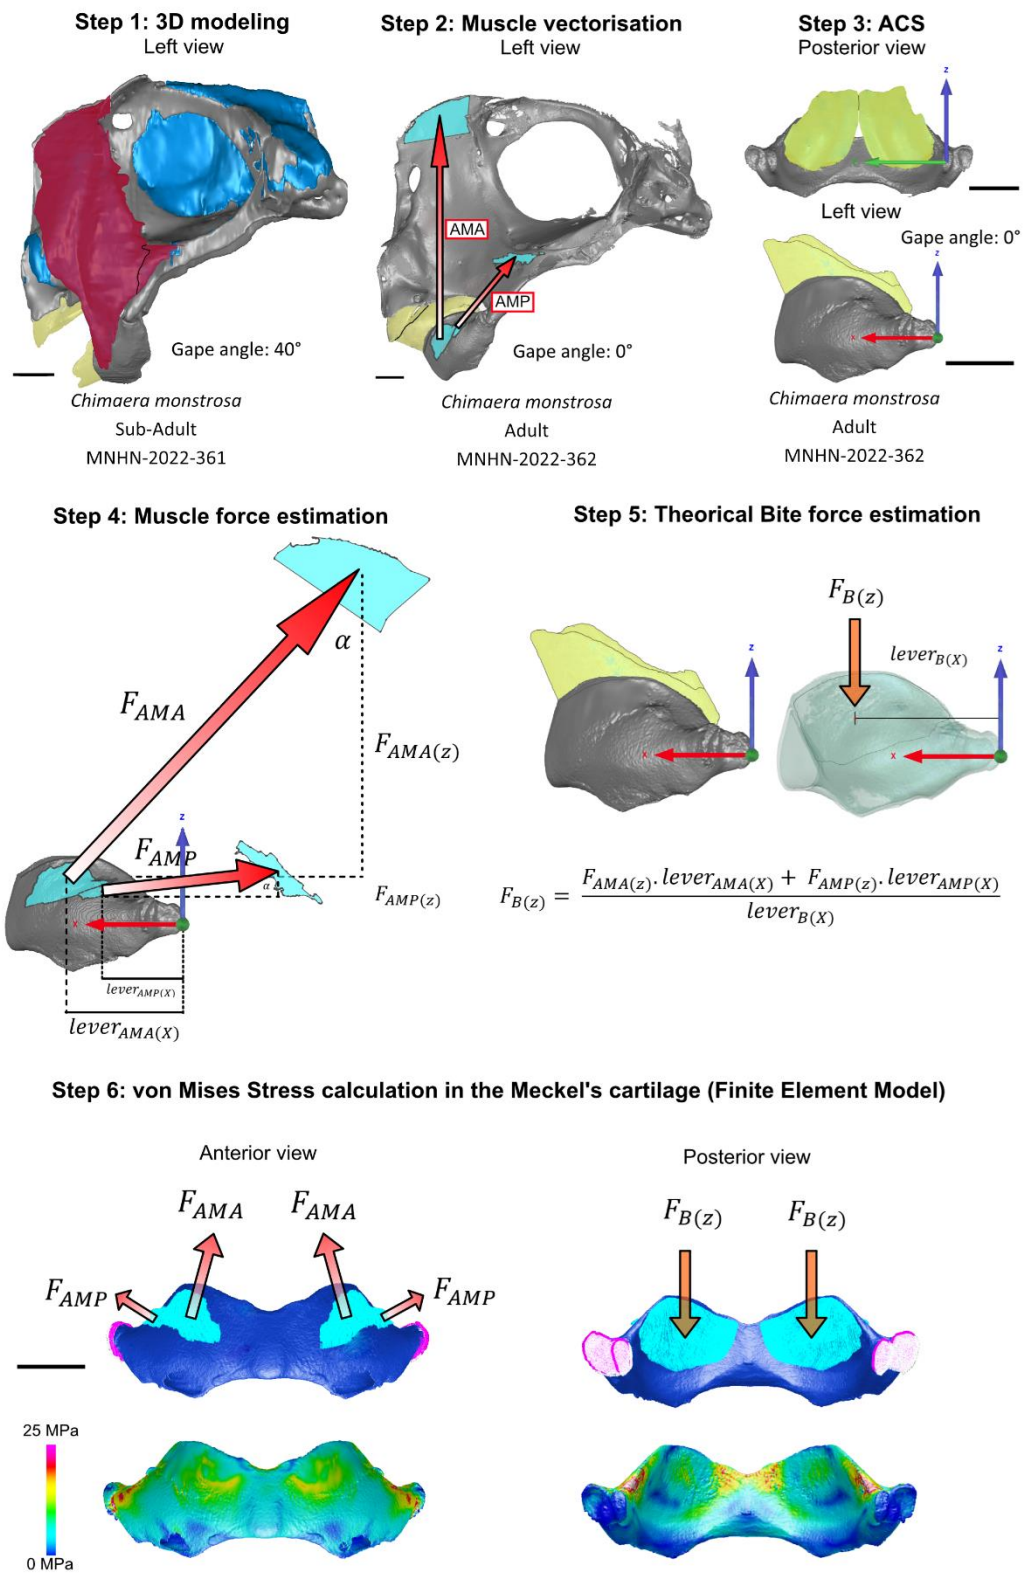 Step 1: 3D modeling
Left view
Step 2: Muscle vectorisation
Left view
Step 3: ACS
Posterior view
z
AMA
AMP
Left view
Gape angle: 0°
z
x
Gape angle: 40°
Gape angle: 0°
Chimaera monstrosa
Sub-Adult
MNHN-2022-361
Chimaera monstrosa
Adult
MNHN-2022-362
Chimaera monstrosa
Adult
MNHN-2022-362
Step 4: Muscle force estimation
α
F_AMA
F_AMA(z)
z
F_AMP
α
F_AMP(z)
x
lever_AMP(X)
lever_AMA(X)
Step 5: Theorical Bite force estimation
F_B(z)
lever_B(X)
z
z
x
x
F_B(z) = (F_AMA(z) . lever_AMA(X) + F_AMP(z) . lever_AMP(X)) / lever_B(X)
Step 6: von Mises Stress calculation in the Meckel's cartilage (Finite Element Model)
Anterior view
F_AMA
F_AMA
F_AMP
F_AMP
Posterior view
F_B(z)
F_B(z)
25 MPa
0 MPa